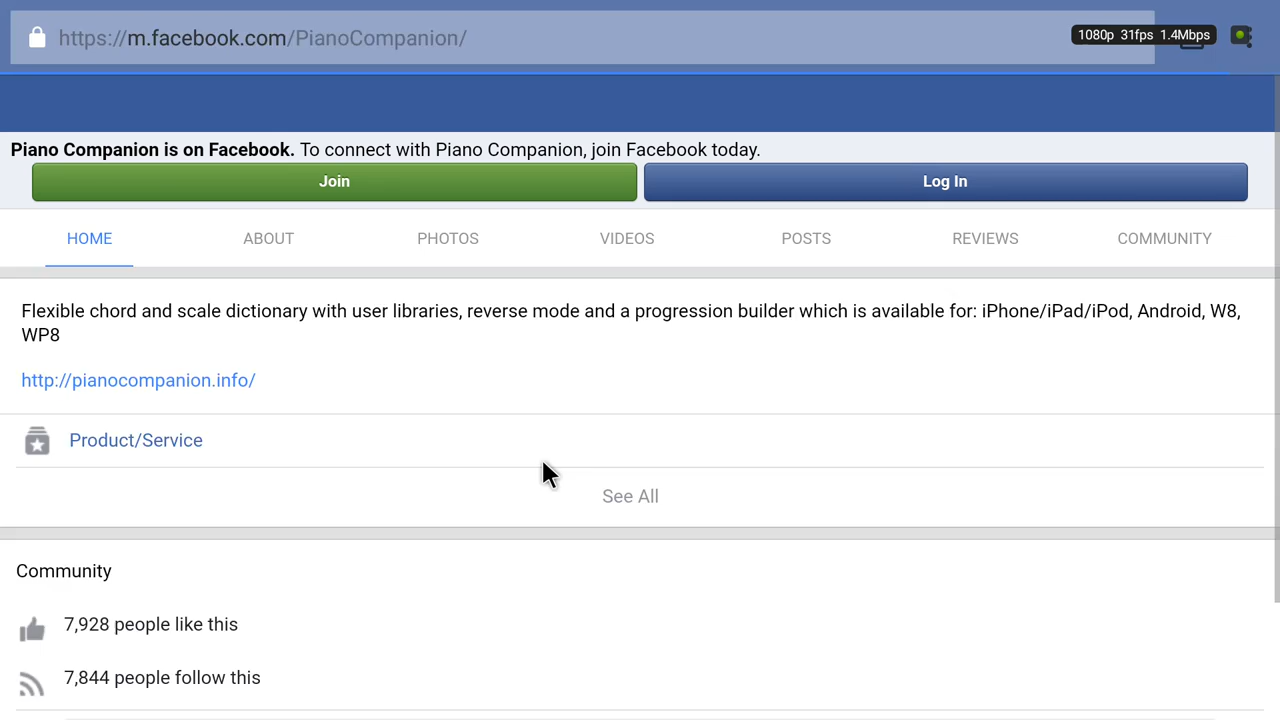 https://m.facebook.com/PianoCompanion/
1080p 31fps 1.4Mbps
Piano Companion is on Facebook. To connect with Piano Companion, join Facebook today.
Join
Log In
HOME ABOUT PHOTOS VIDEOS POSTS REVIEWS COMMUNITY
Flexible chord and scale dictionary with user libraries, reverse mode and a progression builder which is available for: iPhone/iPad/iPod, Android, W8,
WP8
http://pianocompanion.info/
Product/Service
See All
Community
7,928 people like this
7,844 people follow this